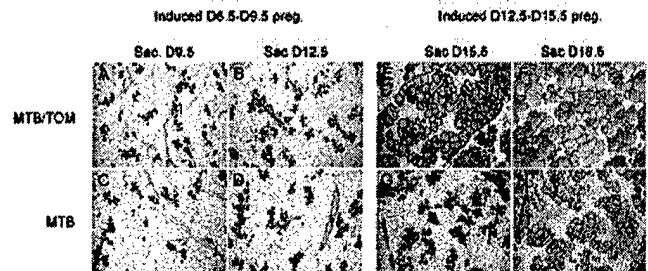 Induced D6.5-D9.5 preg. Induced D12.5-D15.5 preg.
Sac. D9.5 Sac D12.5 Sac D15.5 Sac D18.5
A B E
MTB/TOM
C D G
MTB